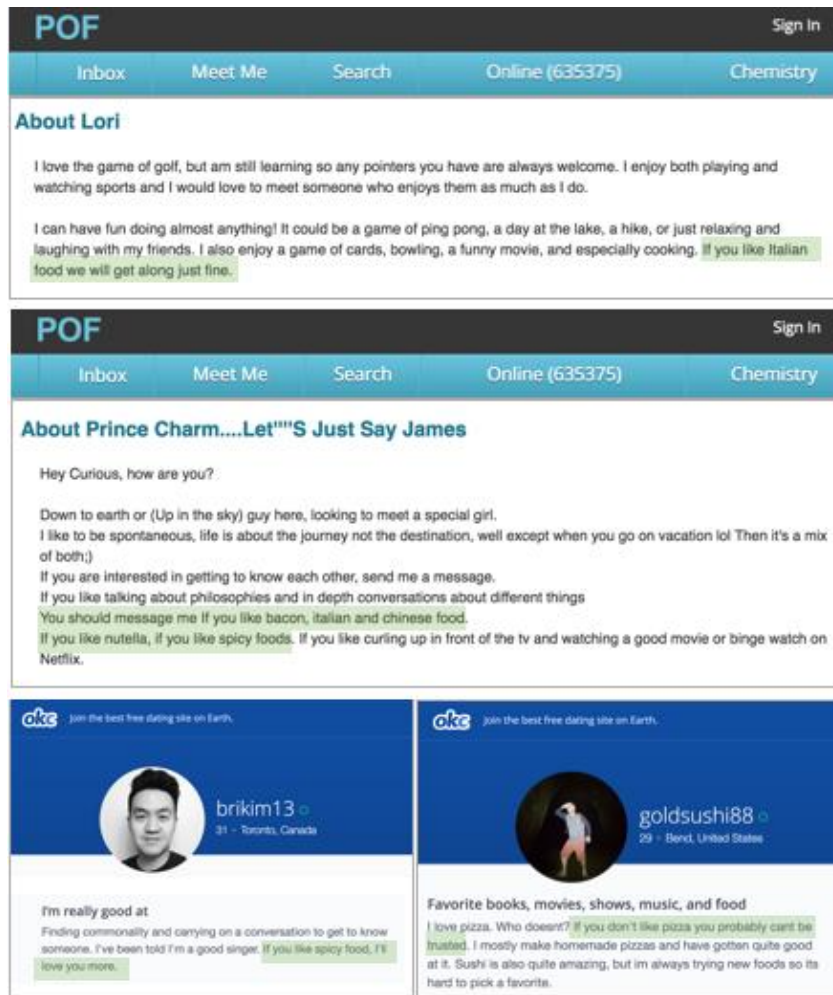 POF
Sign In
Inbox
Meet Me
Search
Online (635375)
Chemistry
About Lori
I love the game of golf, but am still learning so any pointers you have are always welcome. I enjoy both playing and
watching sports and I would love to meet someone who enjoys them as much as I do.
I can have fun doing almost anything! It could be a game of ping pong, a day at the lake, a hike, or just relaxing and
laughing with my friends. I also enjoy a game of cards, bowling, a funny movie, and especially cooking. If you like Italian
food we will get along just fine.
POF
Sign In
Inbox
Meet Me
Search
Online (635375)
Chemistry
About Prince Charm....Let""S Just Say James
Hey Curious, how are you?
Down to earth or (Up in the sky) guy here, looking to meet a special girl.
I like to be spontaneous, life is about the journey not the destination, well except when you go on vacation lol Then it's a mix
of both;)
If you are interested in getting to know each other, send me a message.
If you like talking about philosophies and in depth conversations about different things
You should message me If you like bacon, italian and chinese food.
If you like nutella, if you like spicy foods. If you like curling up in front of the tv and watching a good movie or binge watch on
Netflix.
okc
Join the best free dating site on Earth.
brikim13
31 - Toronto, Canada
I'm really good at
Finding commonality and carrying on a conversation to get to know
someone. I've been told I'm a good singer. If you like spicy food, I'll
love you more.
okc
Join the best free dating site on Earth.
goldsushi88
29 - Bend, United States
Favorite books, movies, shows, music, and food
I love pizza. Who doesnt? If you don't like pizza you probably cant be
trusted. I mostly make homemade pizzas and have gotten quite good
at it. Sushi is also quite amazing, but im always trying new foods so its
hard to pick a favorite.